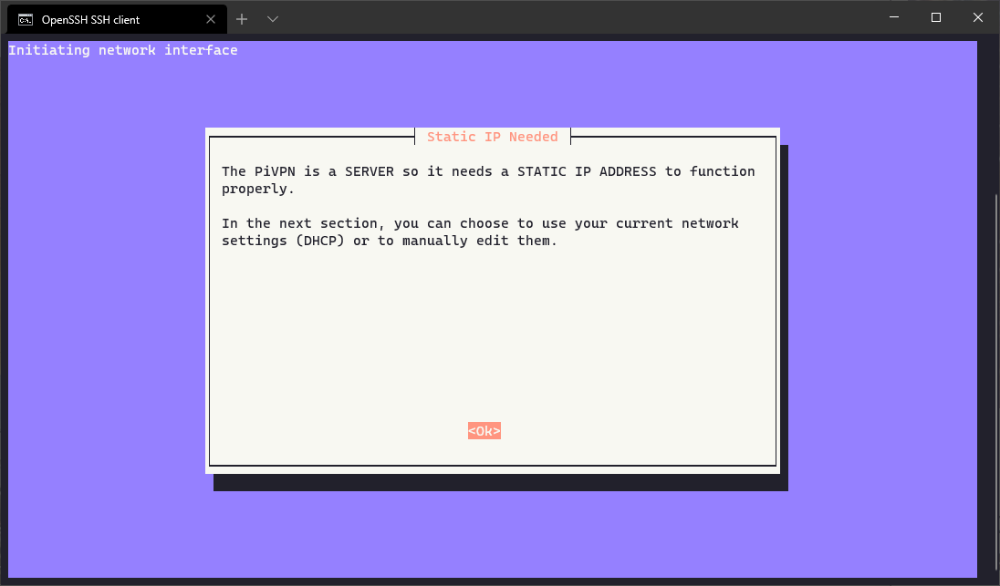 OpenSSH SSH client
Initiating network interface
Static IP Needed
The PiVPN is a SERVER so it needs a STATIC IP ADDRESS to function
properly.
In the next section, you can choose to use your current network
settings (DHCP) or to manually edit them.
<Ok>